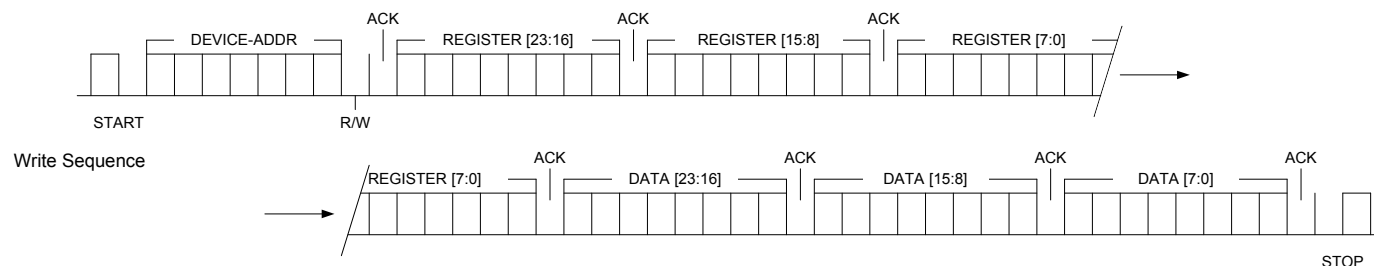 ACK ACK ACK
DEVICE-ADDR REGISTER [23:16] REGISTER [15:8] REGISTER [7:0]
START R/W
Write Sequence
ACK ACK ACK ACK
REGISTER [7:0] DATA [23:16] DATA [15:8] DATA [7:0]
STOP